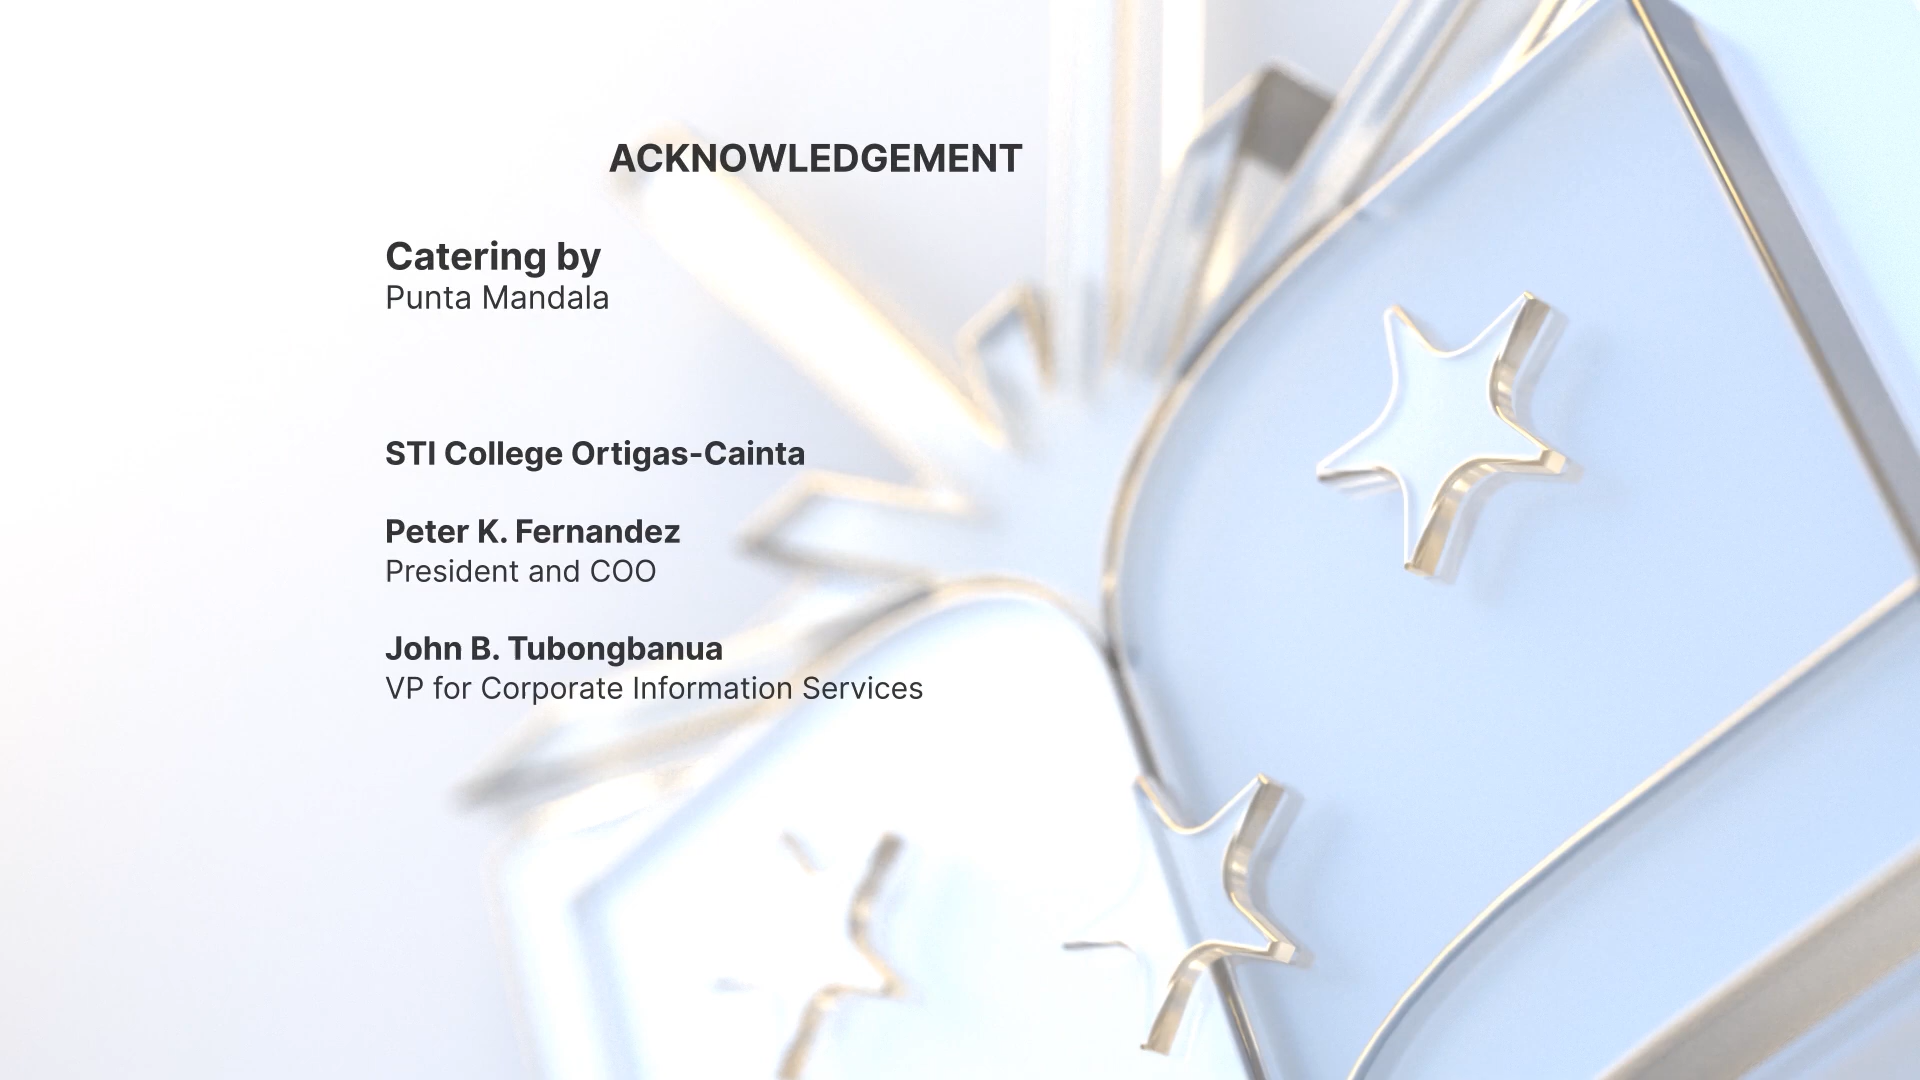 ACKNOWLEDGEMENT
Catering by
Punta Mandala
STI College Ortigas-Cainta
Peter K. Fernandez
President and COO
John B. Tubongbanua
VP for Corporate Information Services